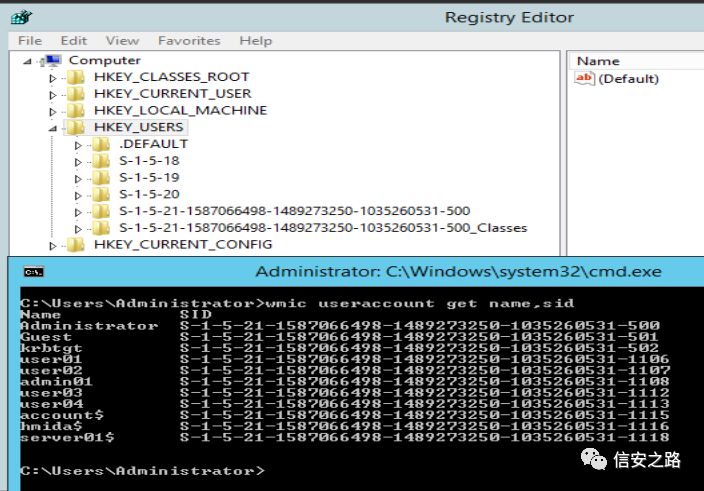 Registry Editor
File Edit View Favorites Help
Computer
HKEY_CLASSES_ROOT
HKEY_CURRENT_USER
HKEY_LOCAL_MACHINE
HKEY_USERS
.DEFAULT
S-1-5-18
S-1-5-19
S-1-5-20
S-1-5-21-1587066498-1489273250-1035260531-500
S-1-5-21-1587066498-1489273250-1035260531-500_Classes
HKEY_CURRENT_CONFIG
Name
ab (Default)
C:\. Administrator: C:\Windows\system32\cmd.exe
C:\Users\Administrator>wmic useraccount get name,sid
Name SID
Administrator S-1-5-21-1587066498-1489273250-1035260531-500
Guest S-1-5-21-1587066498-1489273250-1035260531-501
krbtgt S-1-5-21-1587066498-1489273250-1035260531-502
user01 S-1-5-21-1587066498-1489273250-1035260531-1106
user02 S-1-5-21-1587066498-1489273250-1035260531-1107
admin01 S-1-5-21-1587066498-1489273250-1035260531-1108
user03 S-1-5-21-1587066498-1489273250-1035260531-1112
user04 S-1-5-21-1587066498-1489273250-1035260531-1113
account$ S-1-5-21-1587066498-1489273250-1035260531-1115
hmida$ S-1-5-21-1587066498-1489273250-1035260531-1116
server01$ S-1-5-21-1587066498-1489273250-1035260531-1118
C:\Users\Administrator>
信安之路